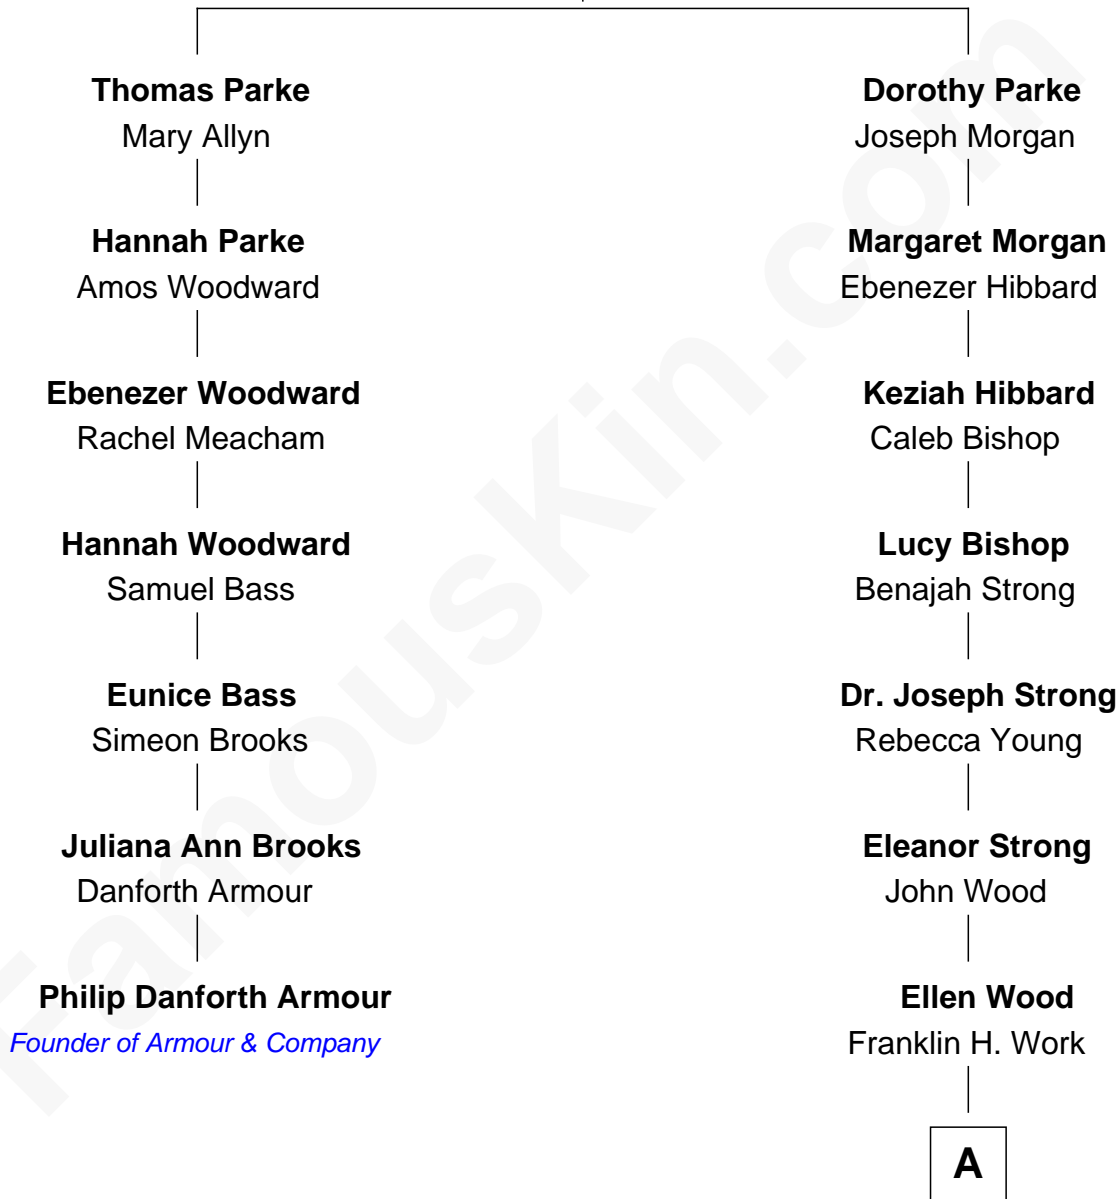 Thomas Parke
Mary Allyn
Hannah Parke
Amos Woodward
Ebenezer Woodward
Rachel Meacham
Hannah Woodward
Samuel Bass
Eunice Bass
Simeon Brooks
Juliana Ann Brooks
Danforth Armour
Philip Danforth Armour
Founder of Armour & Company
Dorothy Parke
Joseph Morgan
Margaret Morgan
Ebenezer Hibbard
Keziah Hibbard
Caleb Bishop
Lucy Bishop
Benajah Strong
Dr. Joseph Strong
Rebecca Young
Eleanor Strong
John Wood
Ellen Wood
Franklin H. Work
A
FamousKin.com